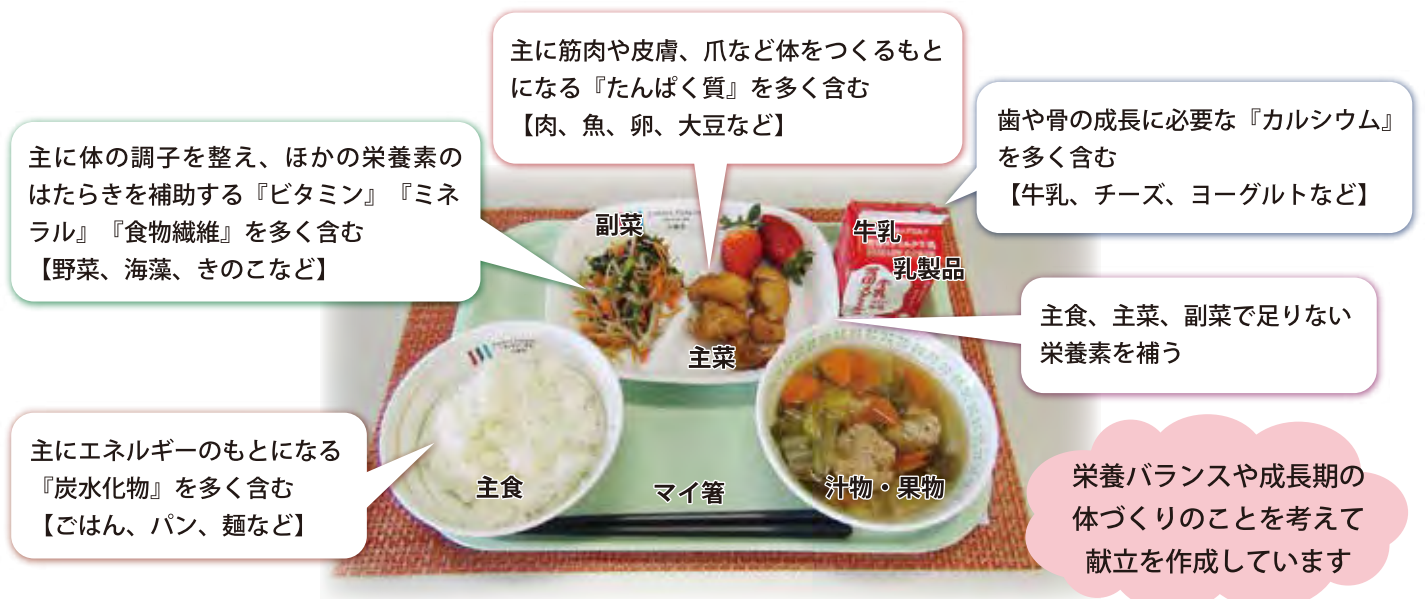 主に筋肉や皮膚、爪など体をつくるもと
になる『たんぱく質』を多く含む
【肉、魚、卵、大豆など】
歯や骨の成長に必要な『カルシウム』
を多く含む
【牛乳、チーズ、ヨーグルトなど】
主に体の調子を整え、ほかの栄養素の
はたらきを補助する『ビタミン』『ミネ
ラル』『食物繊維』を多く含む
【野菜、海藻、きのこなど】
副菜
牛乳
乳製品
主食、主菜、副菜で足りない
栄養素を補う
主菜
主にエネルギーのもとになる
『炭水化物』を多く含む
【ごはん、パン、麺など】
主食
マイ箸
汁物・果物
栄養バランスや成長期の
体づくりのことを考えて
献立を作成しています